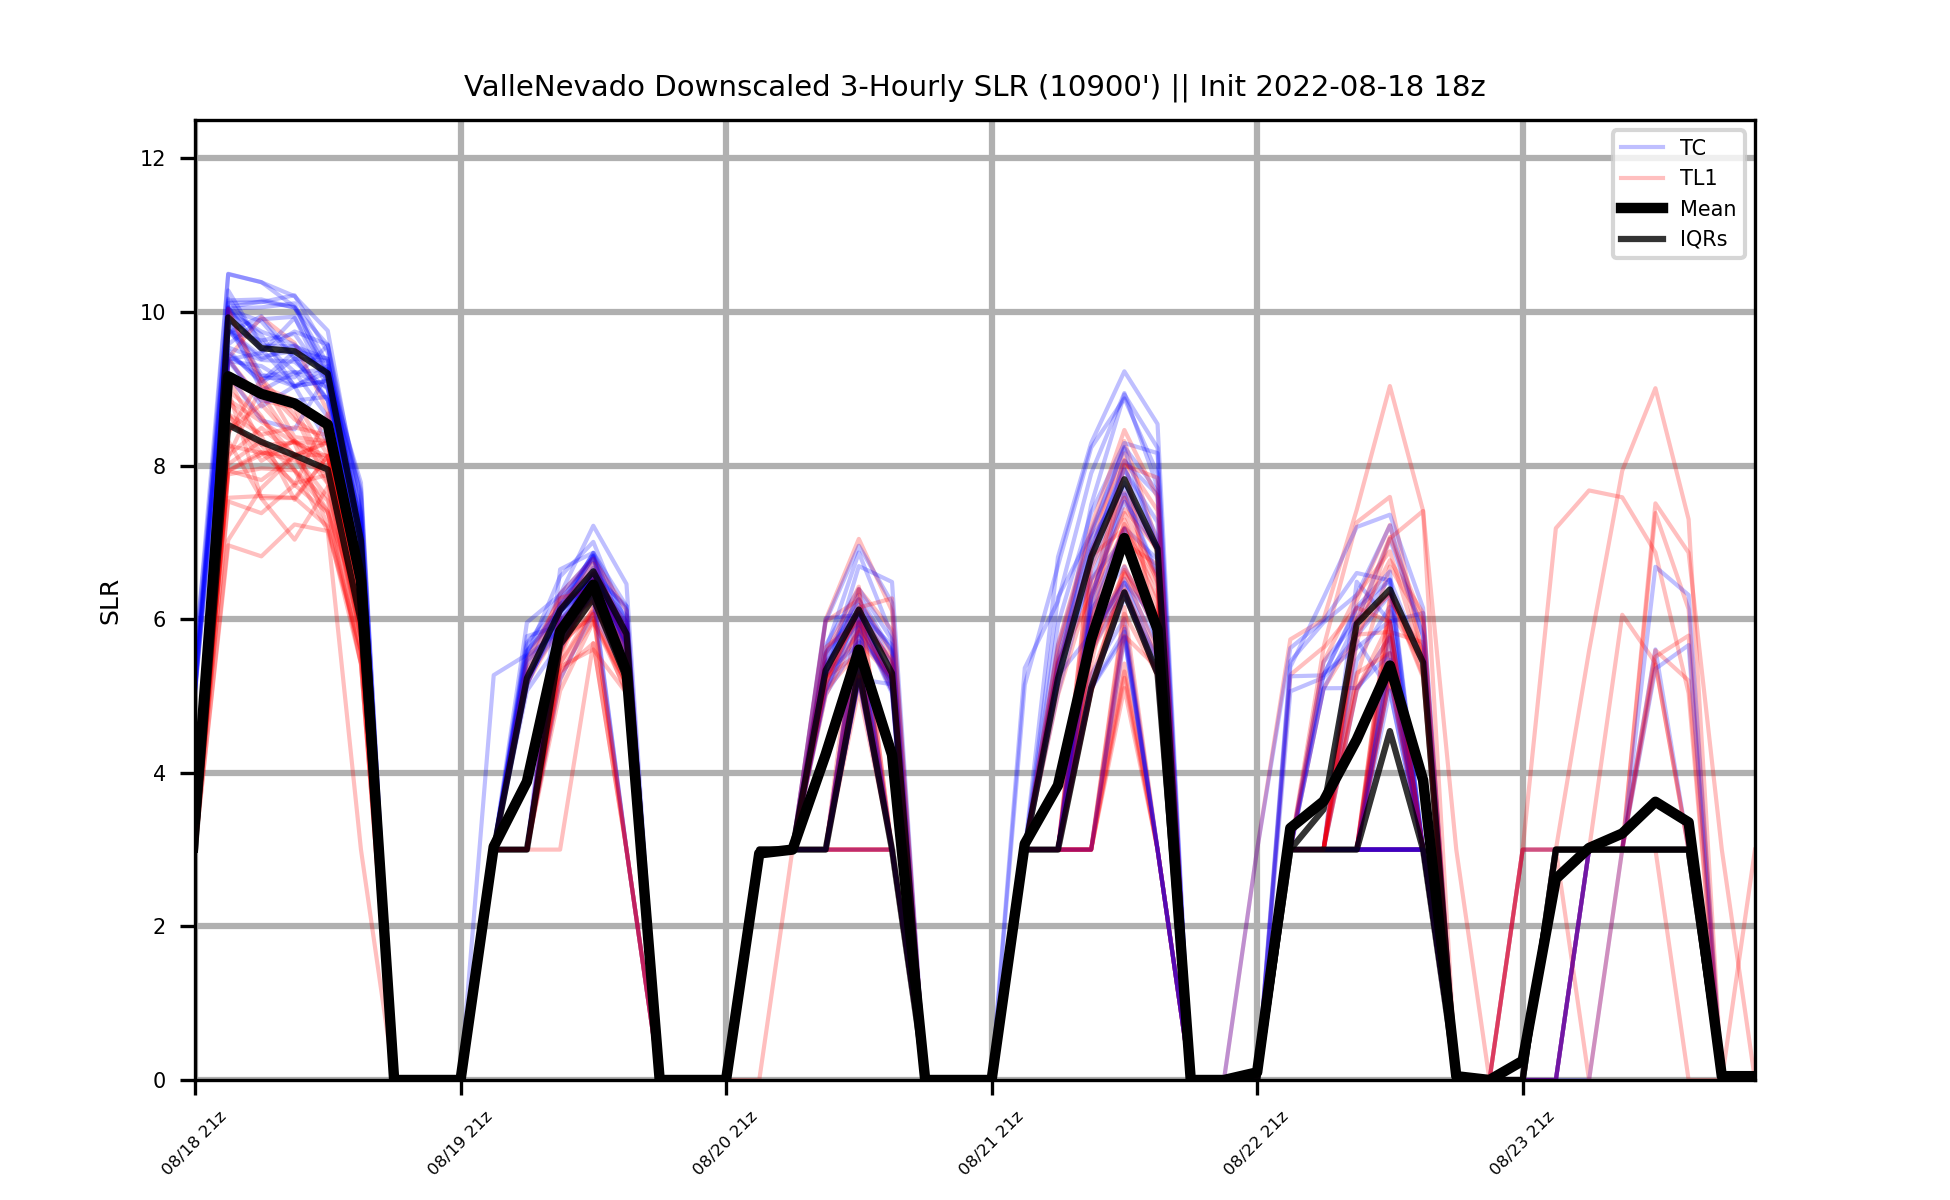 ValleNevado Downscaled 3-Hourly SLR (10900') || Init 2022-08-18 18z
TC
TL1
Mean
IQRs
SLR
12
10
8
6
4
2
0
08/18 21z
08/19 21z
08/20 21z
08/21 21z
08/22 21z
08/23 21z